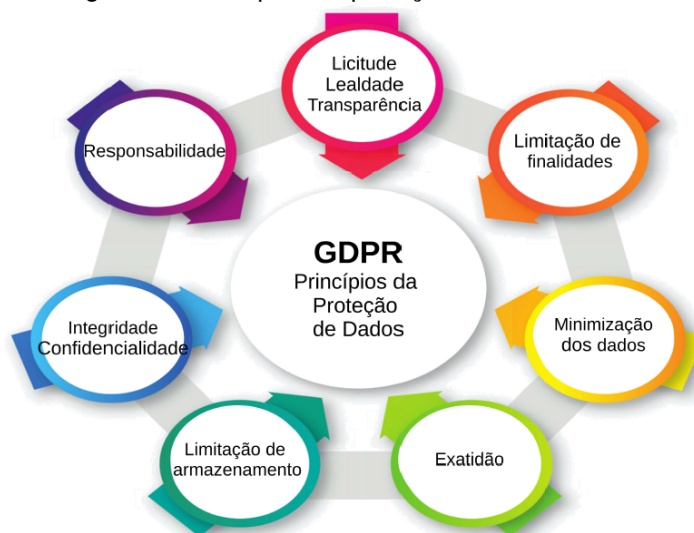 Licitude
Lealdade
Transparência
Limitação de
finalidades
Responsabilidade
GDPR
Princípios da
Proteção
de Dados
Minimização
dos dados
Integridade
Confidencialidade
Limitação de
armazenamento
Exatidão